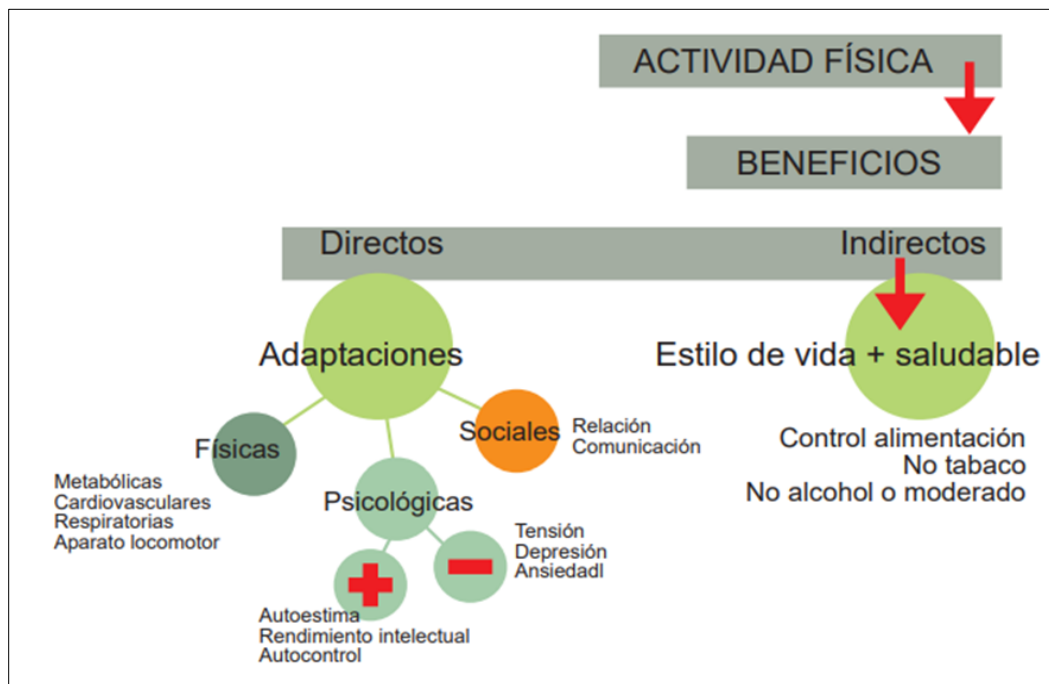 ACTIVIDAD FÍSICA
BENEFICIOS
Directos
Indirectos
Adaptaciones
Estilo de vida + saludable
Control alimentación
No tabaco
No alcohol o moderado
Físicas
Metabólicas
Cardiovasculares
Respiratorias
Aparato locomotor
Sociales
Relación
Comunicación
Psicológicas
+
Autoestima
Rendimiento intelectual
Autocontrol
-
Tensión
Depresión
Ansiedadl